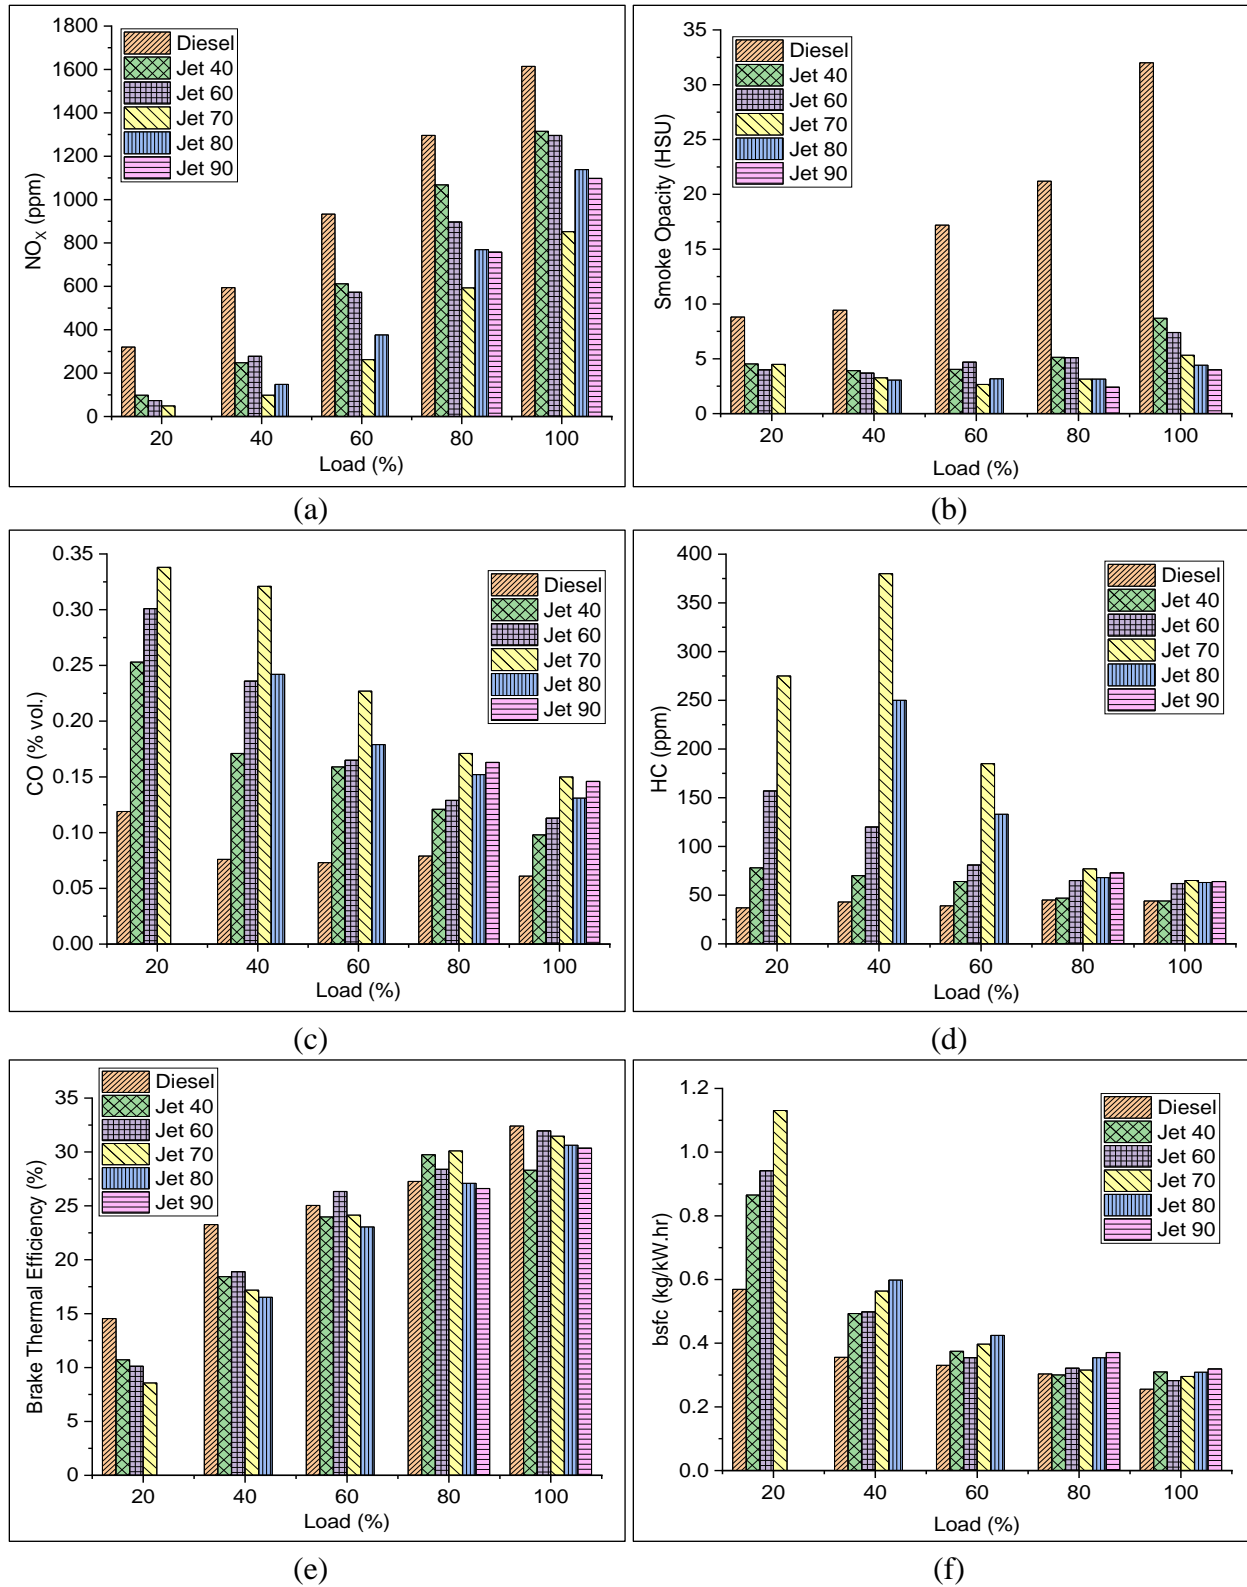 1800
1600
1400
1200
1000
800
600
400
200
0
NOX (ppm)
Diesel
Jet 40
Jet 60
Jet 70
Jet 80
Jet 90
20 40 60 80 100
Load (%)
(a)
35
30
25
20
15
10
5
0
Smoke Opacity (HSU)
Diesel
Jet 40
Jet 60
Jet 70
Jet 80
Jet 90
20 40 60 80 100
Load (%)
(b)
0.35
0.30
0.25
0.20
0.15
0.10
0.05
0.00
CO (% vol.)
Diesel
Jet 40
Jet 60
Jet 70
Jet 80
Jet 90
20 40 60 80 100
Load (%)
(c)
400
350
300
250
200
150
100
50
0
HC (ppm)
Diesel
Jet 40
Jet 60
Jet 70
Jet 80
Jet 90
20 40 60 80 100
Load (%)
(d)
35
30
25
20
15
10
5
0
Brake Thermal Efficiency (%)
Diesel
Jet 40
Jet 60
Jet 70
Jet 80
Jet 90
20 40 60 80 100
Load (%)
(e)
1.2
1.0
0.8
0.6
0.4
0.2
0.0
bsfc (kg/kW.hr)
Diesel
Jet 40
Jet 60
Jet 70
Jet 80
Jet 90
20 40 60 80 100
Load (%)
(f)